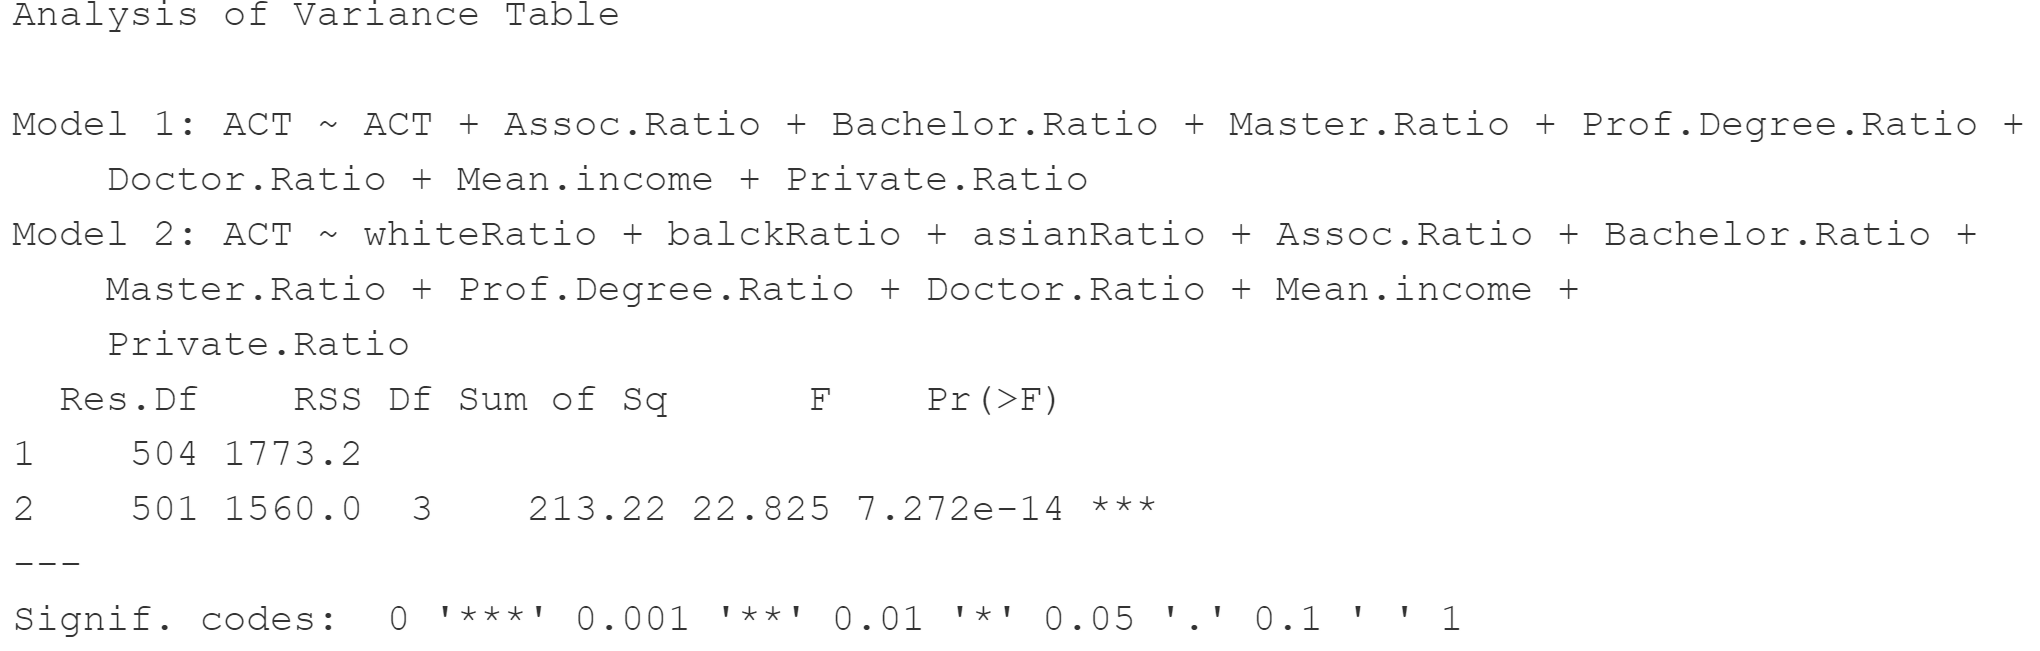 Analysis of Variance Table
Model 1: ACT ~ ACT + Assoc.Ratio + Bachelor.Ratio + Master.Ratio + Prof.Degree.Ratio +
Doctor.Ratio + Mean.income + Private.Ratio
Model 2: ACT ~ whiteRatio + balckRatio + asianRatio + Assoc.Ratio + Bachelor.Ratio +
Master.Ratio + Prof.Degree.Ratio + Doctor.Ratio + Mean.income +
Private.Ratio
Res.Df RSS Df Sum of Sq F Pr(>F)
1 504 1773.2
2 501 1560.0 3 213.22 22.825 7.272e-14 ***
---
Signif. codes: 0 '***' 0.001 '**' 0.01 '*' 0.05 '.' 0.1 ' ' 1